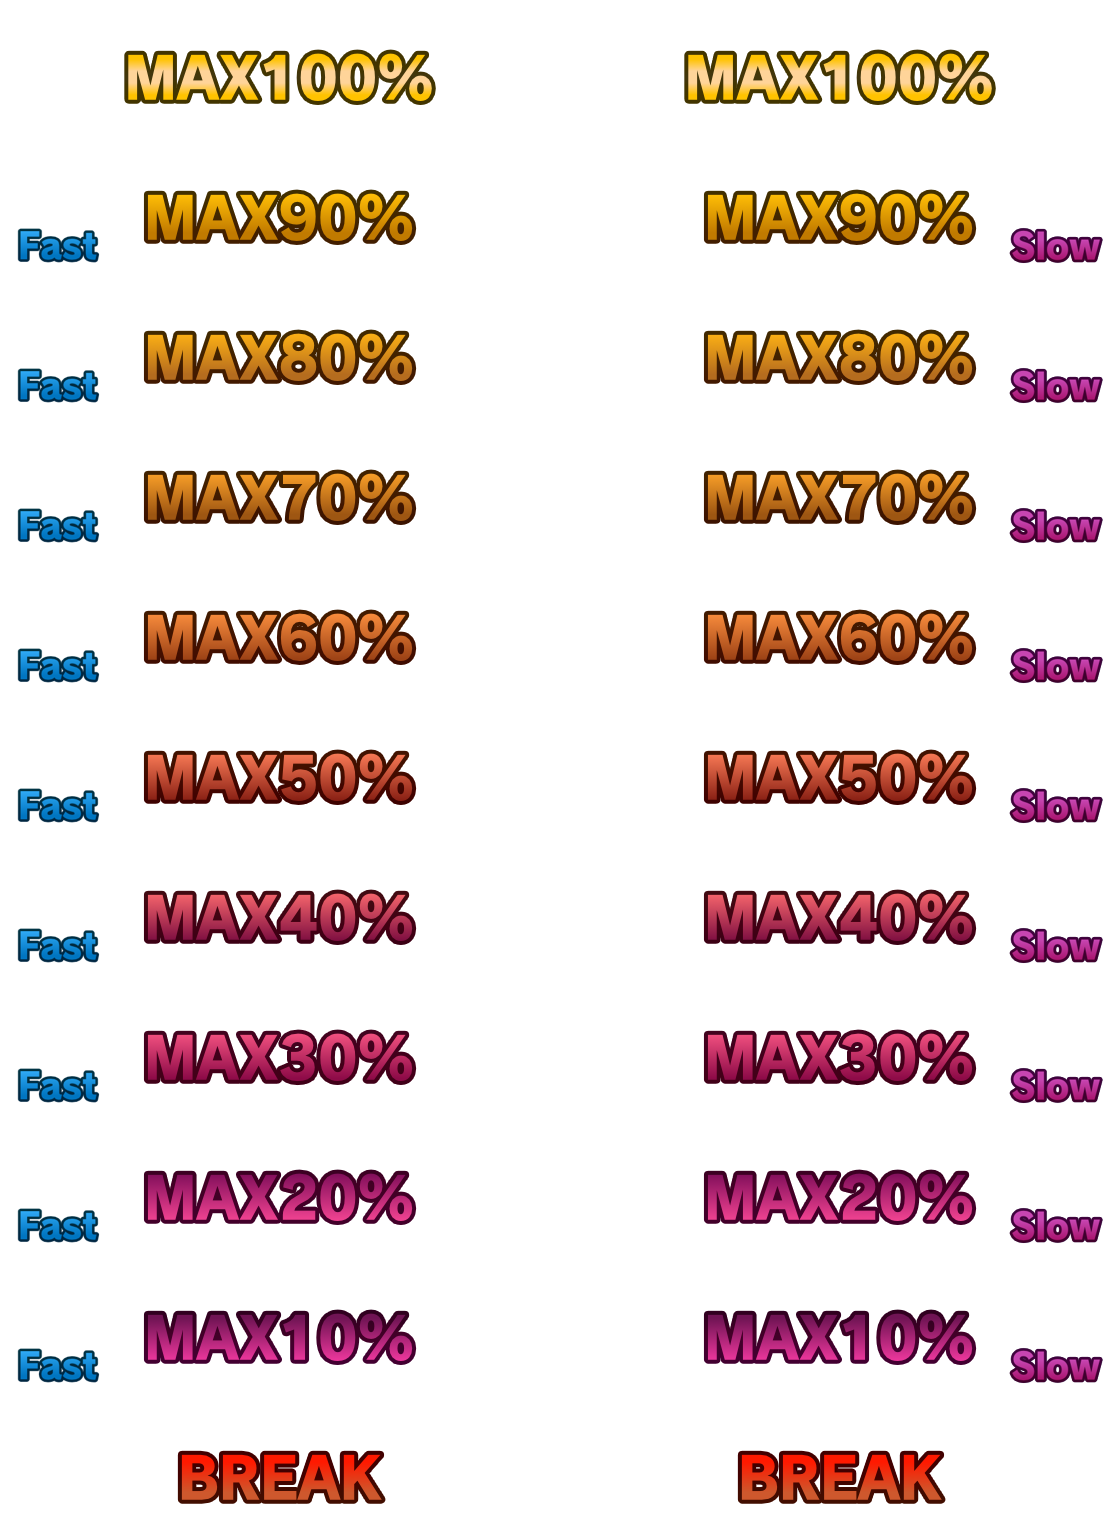 MAX100% MAX100%
Fast MAX90% MAX90% Slow
Fast MAX80% MAX80% Slow
Fast MAX70% MAX70% Slow
Fast MAX60% MAX60% Slow
Fast MAX50% MAX50% Slow
Fast MAX40% MAX40% Slow
Fast MAX30% MAX30% Slow
Fast MAX20% MAX20% Slow
Fast MAX10% MAX10% Slow
BREAK BREAK